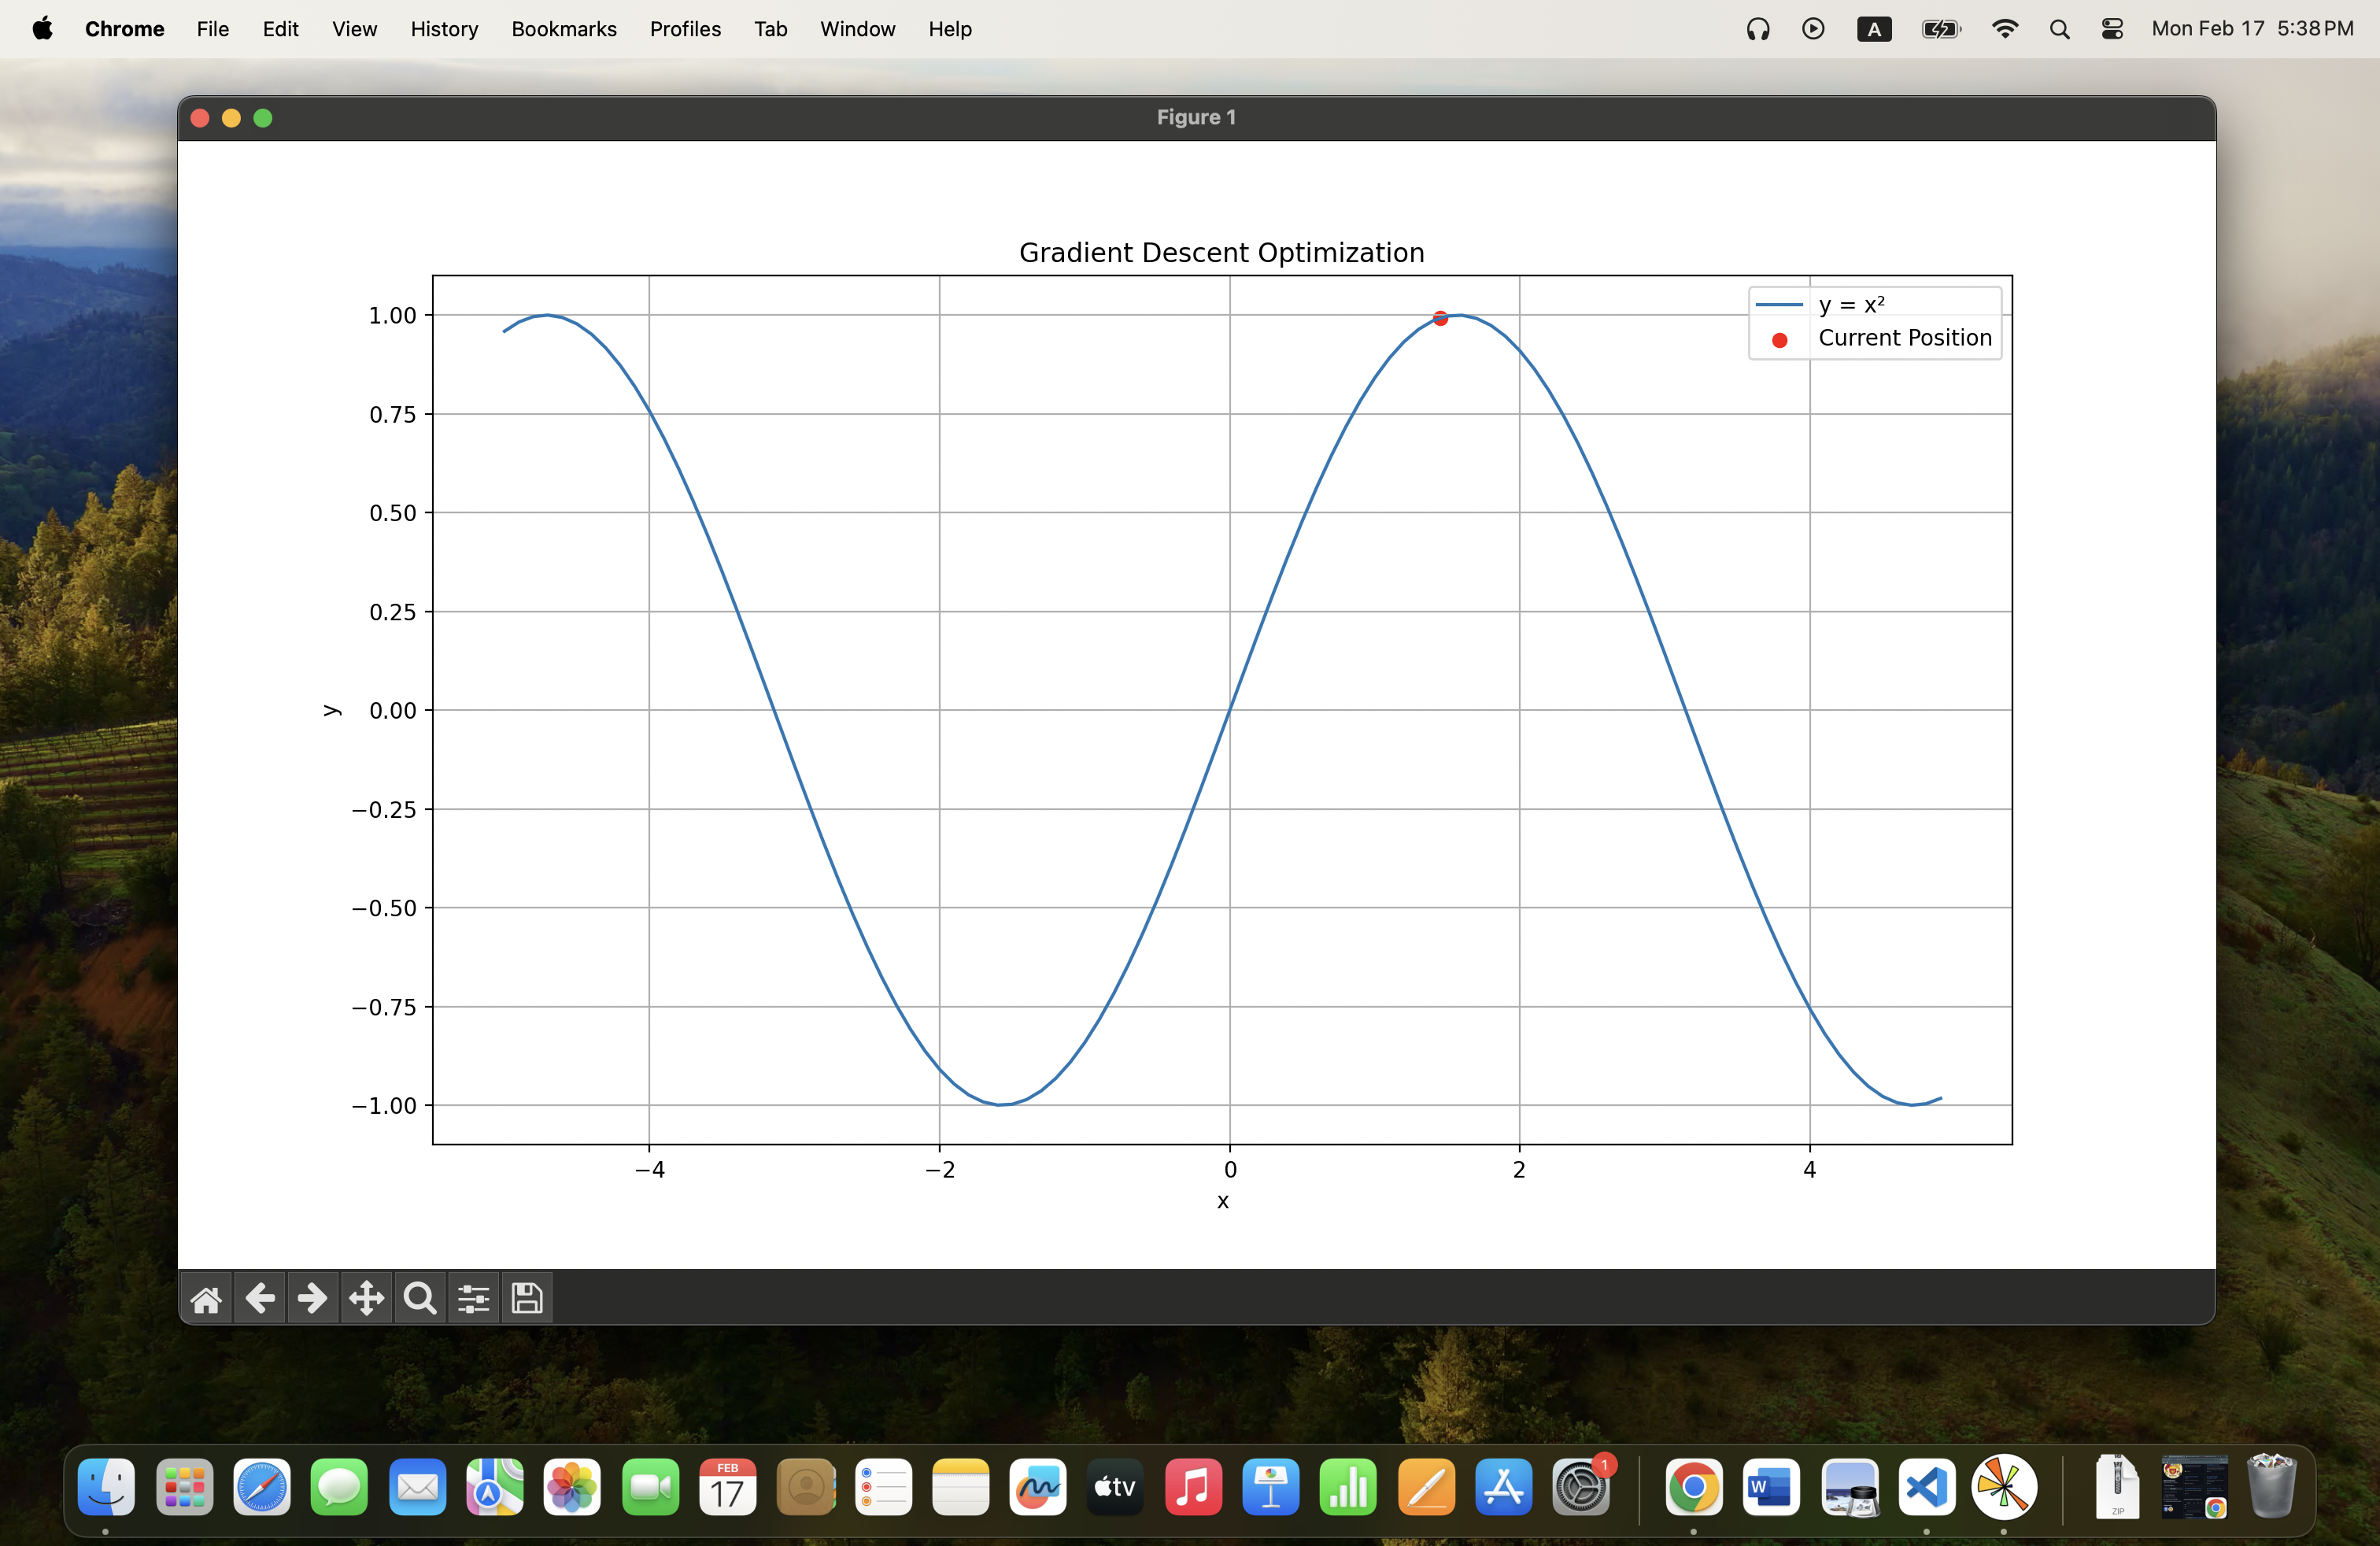 Chrome File Edit View History Bookmarks Profiles Tab Window Help A Mon Feb 17 5:38 PM
Figure 1
Gradient Descent Optimization
y = x²
Current Position
1.00
0.75
0.50
0.25
0.00
−0.25
−0.50
−0.75
−1.00
y
−4 −2 0 2 4
x
FEB
17
tv
1
W
ZIP